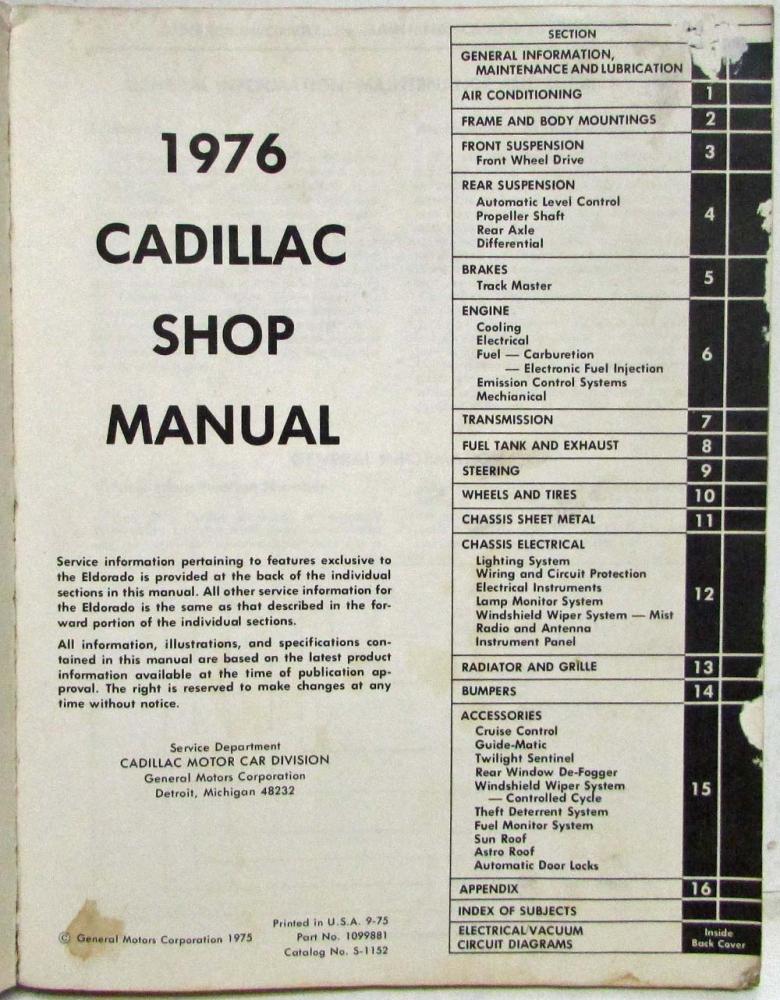 1976
CADILLAC
SHOP
MANUAL
Service information pertaining to features exclusive to
the Eldorado is provided at the back of the individual
sections in this manual. All other service information for
the Eldorado is the same as that described in the for-
ward portion of the individual sections.
All information, illustrations, and specifications con-
tained in this manual are based on the latest product
information available at the time of publication ap-
proval. The right is reserved to make changes at any
time without notice.
Service Department
CADILLAC MOTOR CAR DIVISION
General Motors Corporation
Detroit, Michigan 48232
© General Motors Corporation 1975
Printed in U.S.A. 9-75
Part No. 1099881
Catalog No. S-1152
SECTION
GENERAL INFORMATION,
MAINTENANCE AND LUBRICATION
AIR CONDITIONING 1
FRAME AND BODY MOUNTINGS 2
FRONT SUSPENSION 3
Front Wheel Drive
REAR SUSPENSION 4
Automatic Level Control
Propeller Shaft
Rear Axle
Differential
BRAKES 5
Track Master
ENGINE 6
Cooling
Electrical
Fuel — Carburetion
— Electronic Fuel Injection
Emission Control Systems
Mechianical
TRANSMISSION 7
FUEL TANK AND EXHAUST 8
STEERING 9
WHEELS AND TIRES 10
CHASSIS SHEET METAL 11
CHASSIS ELECTRICAL 12
Lighting System
Wiring and Circuit Protection
Electrical Instruments
Lamp Monitor System
Windshield Wiper System — Mist
Radio and Antenna
Instrument Panel
RADIATOR AND GRILLE 13
BUMPERS 14
ACCESSORIES 15
Cruise Control
Guide-Matic
Twilight Sentinel
Rear Window De-Fogger
Windshield Wiper System
— Controlled Cycle
Theft Deterrent System
Fuel Monitor System
Sun Roof
Astro Roof
Automatic Door Locks
APPENDIX 16
INDEX OF SUBJECTS
ELECTRICAL/VACUUM
CIRCUIT DIAGRAMS
Inside
Back Cover